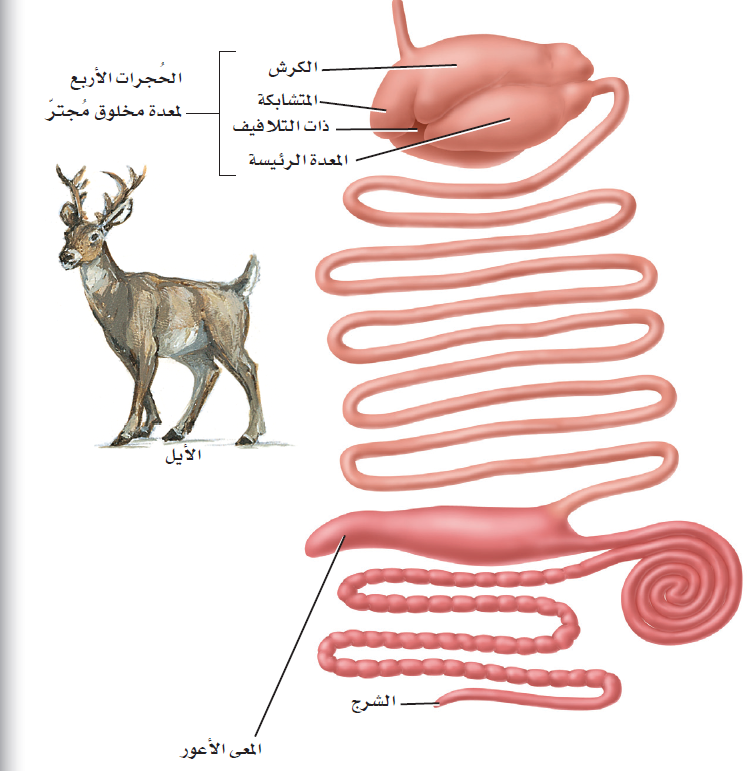 الحُجرات الأربع
لمعدة مخلوق مُجترّ
الكرش
المتشابكة
ذات التلافيف
المعدة الرئيسة
الأيل
الشرج
المعى الأعور